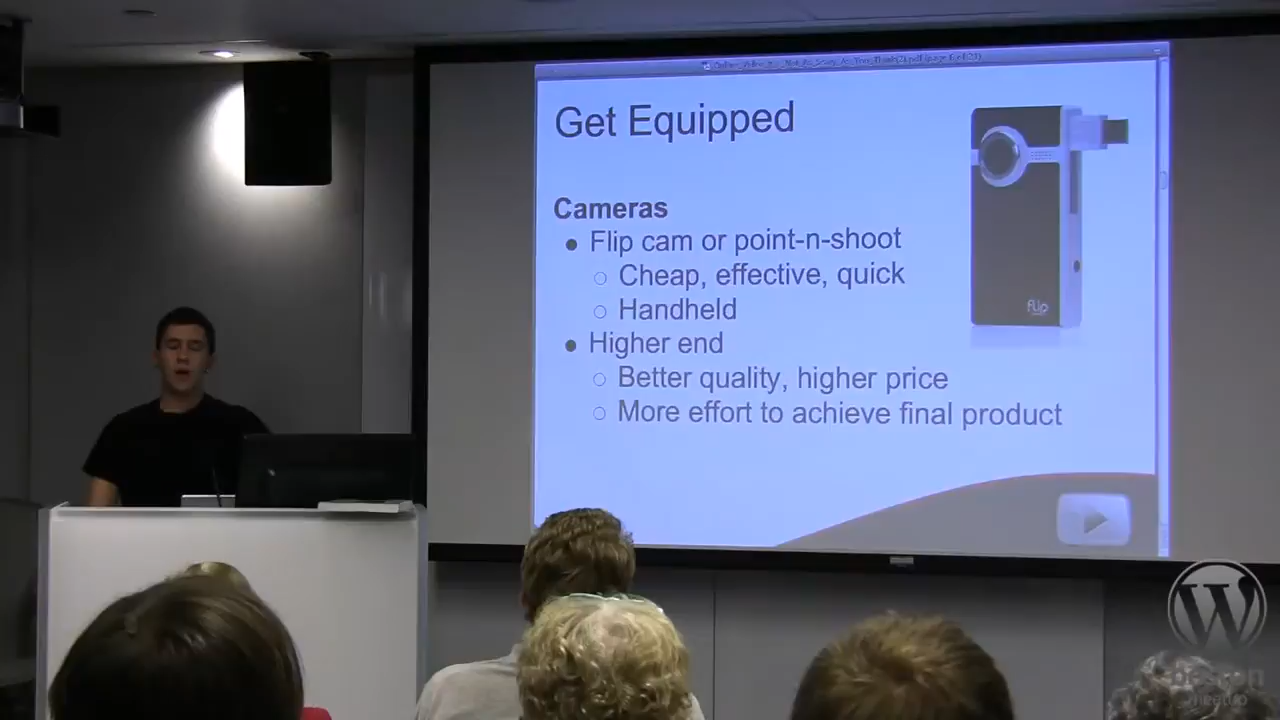 Get Equipped
Cameras
Flip cam or point-n-shoot
Cheap, effective, quick
Handheld
Higher end
Better quality, higher price
More effort to achieve final product
flip
W